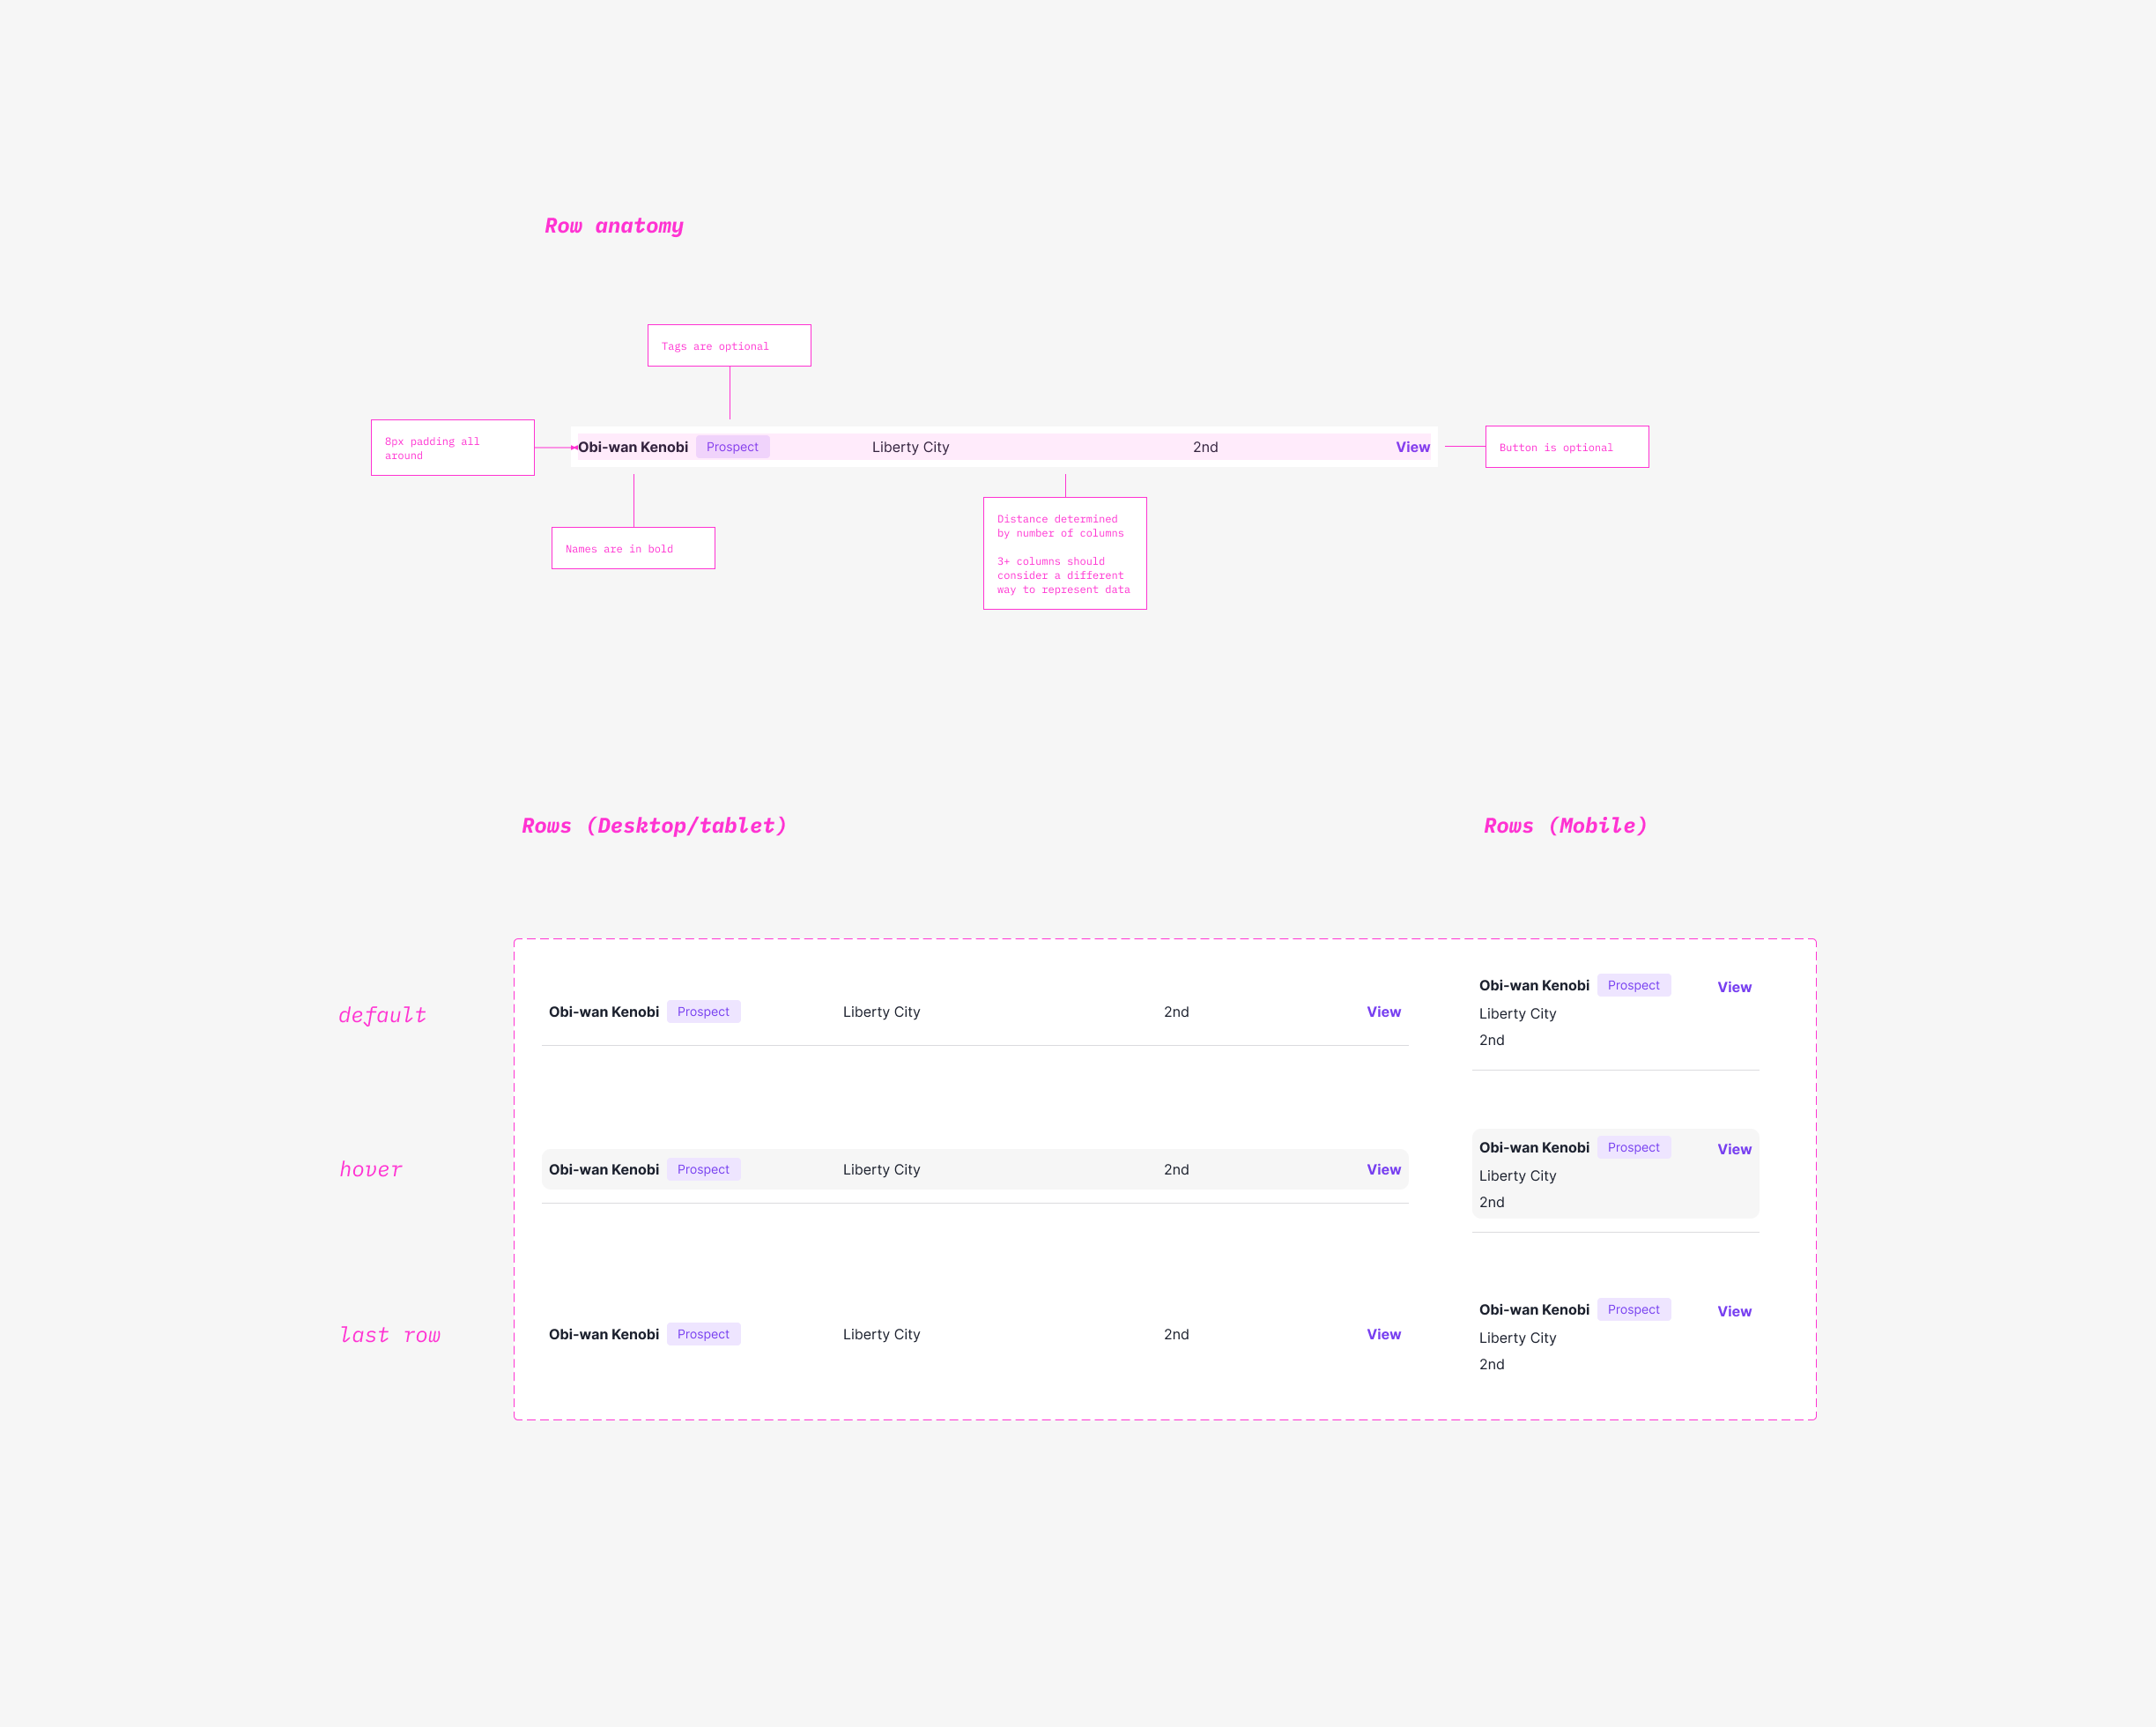 Row anatomy
Tags are optional
8px padding all
around
Obi-wan Kenobi Prospect Liberty City 2nd View
Button is optional
Names are in bold
Distance determined
by number of columns
3+ columns should
consider a different
way to represent data
Rows (Desktop/tablet) Rows (Mobile)
default
Obi-wan Kenobi Prospect Liberty City 2nd View
Obi-wan Kenobi Prospect View
Liberty City
2nd
hover
Obi-wan Kenobi Prospect Liberty City 2nd View
Obi-wan Kenobi Prospect View
Liberty City
2nd
last row
Obi-wan Kenobi Prospect Liberty City 2nd View
Obi-wan Kenobi Prospect View
Liberty City
2nd